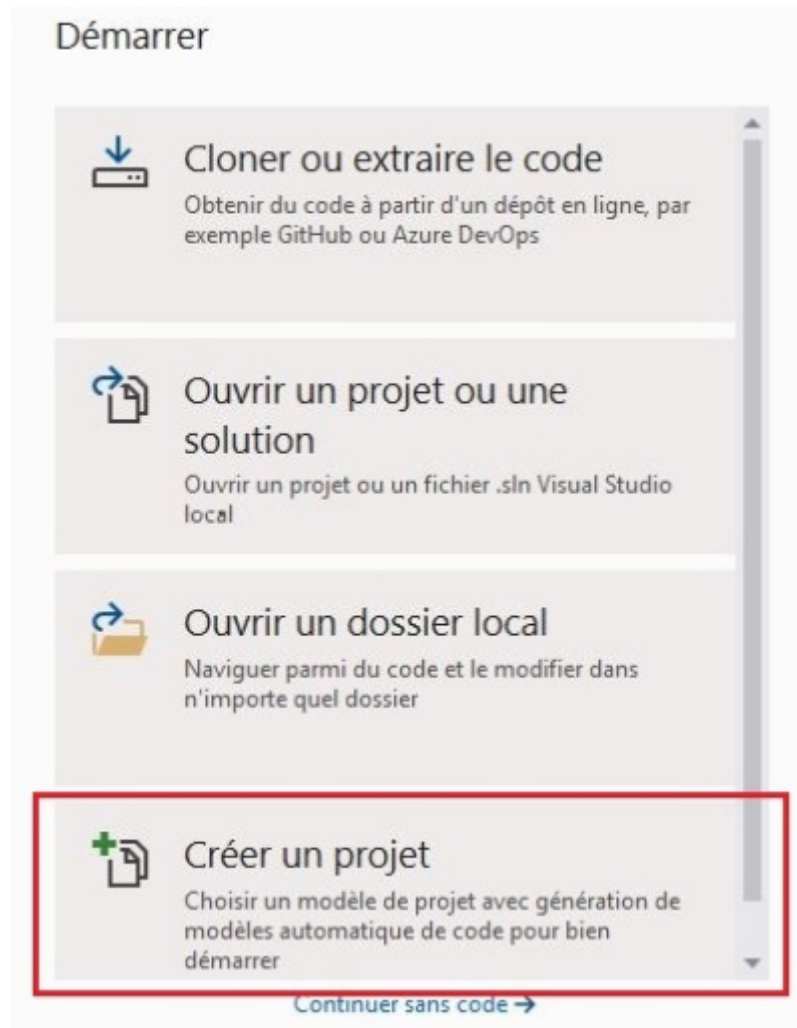 Démarrer
Cloner ou extraire le code
Obtenir du code à partir d'un dépôt en ligne, par
exemple GitHub ou Azure DevOps
Ouvrir un projet ou une
solution
Ouvrir un projet ou un fichier .sln Visual Studio
local
Ouvrir un dossier local
Naviguer parmi du code et le modifier dans
n'importe quel dossier
Créer un projet
Choisir un modèle de projet avec génération de
modèles automatique de code pour bien
démarrer
Continuer sans code →